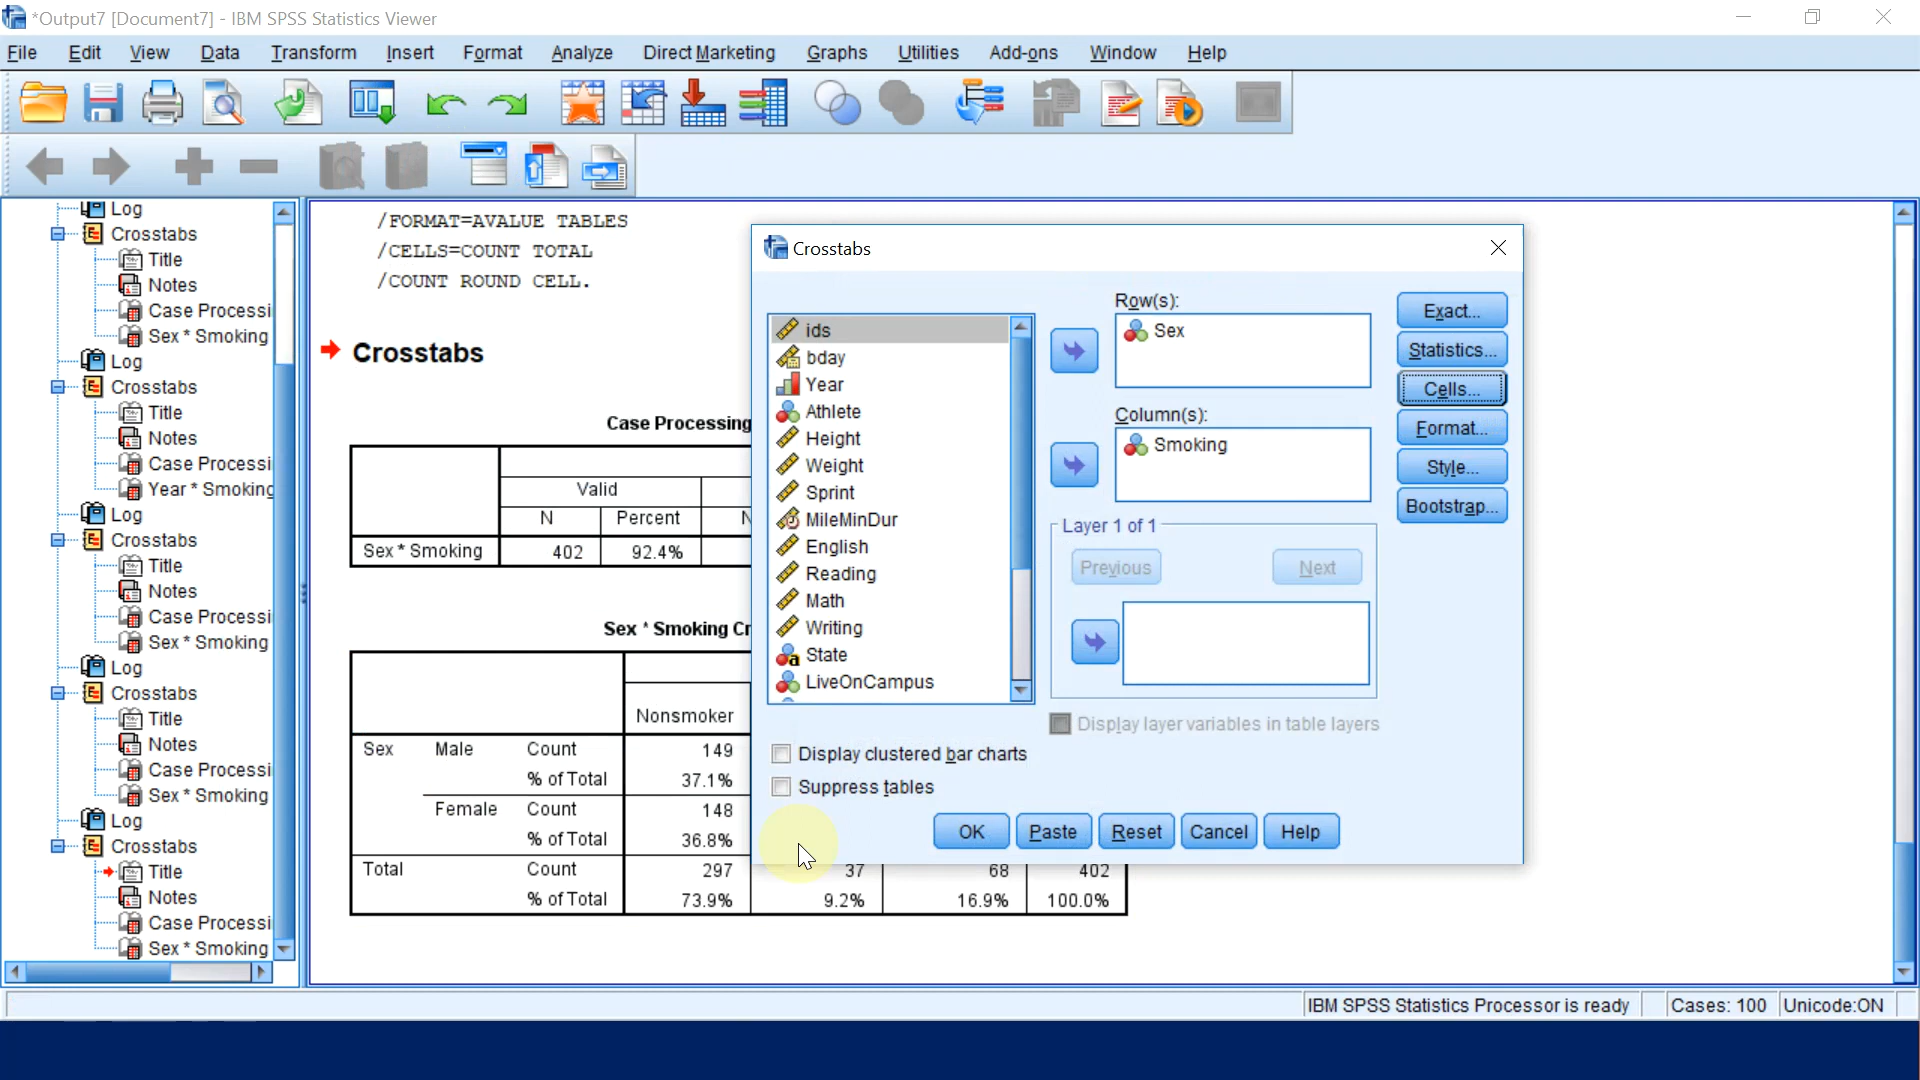 *Output7 [Document7] - IBM SPSS Statistics Viewer
File Edit View Data Transform Insert Format Analyze Direct Marketing Graphs Utilities Add-ons Window Help
Log
Crosstabs
Title
Notes
Case Processi
Sex * Smoking
Log
Crosstabs
Title
Notes
Case Processi
Year * Smoking
Log
Crosstabs
Title
Notes
Case Processi
Sex * Smoking
Log
Crosstabs
Title
Notes
Case Processi
Sex * Smoking
Log
Crosstabs
Title
Notes
Case Processi
Sex * Smoking
/FORMAT=AVALUE TABLES
/CELLS=COUNT TOTAL
/COUNT ROUND CELL.
Crosstabs
Case Processing
Valid
N Percent N
Sex * Smoking 402 92.4%
Sex * Smoking Cr
Nonsmoker
Sex Male Count 149
% of Total 37.1%
Female Count 148
% of Total 36.8%
Total Count 297 37 68 402
% of Total 73.9% 9.2% 16.9% 100.0%
Crosstabs
ids
bday
Year
Athlete
Height
Weight
Sprint
MileMinDur
English
Reading
Math
Writing
State
LiveOnCampus
Row(s):
Sex
Column(s):
Smoking
Layer 1 of 1
Previous Next
Display layer variables in table layers
Exact...
Statistics...
Cells...
Format...
Style...
Bootstrap...
Display clustered bar charts
Suppress tables
OK Paste Reset Cancel Help
IBM SPSS Statistics Processor is ready Cases: 100 Unicode:ON